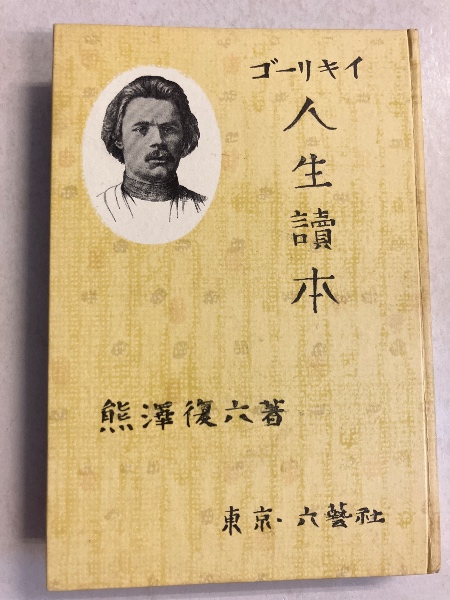 ゴーリキイ
人生讀本
熊澤復六著
東京・六藝社